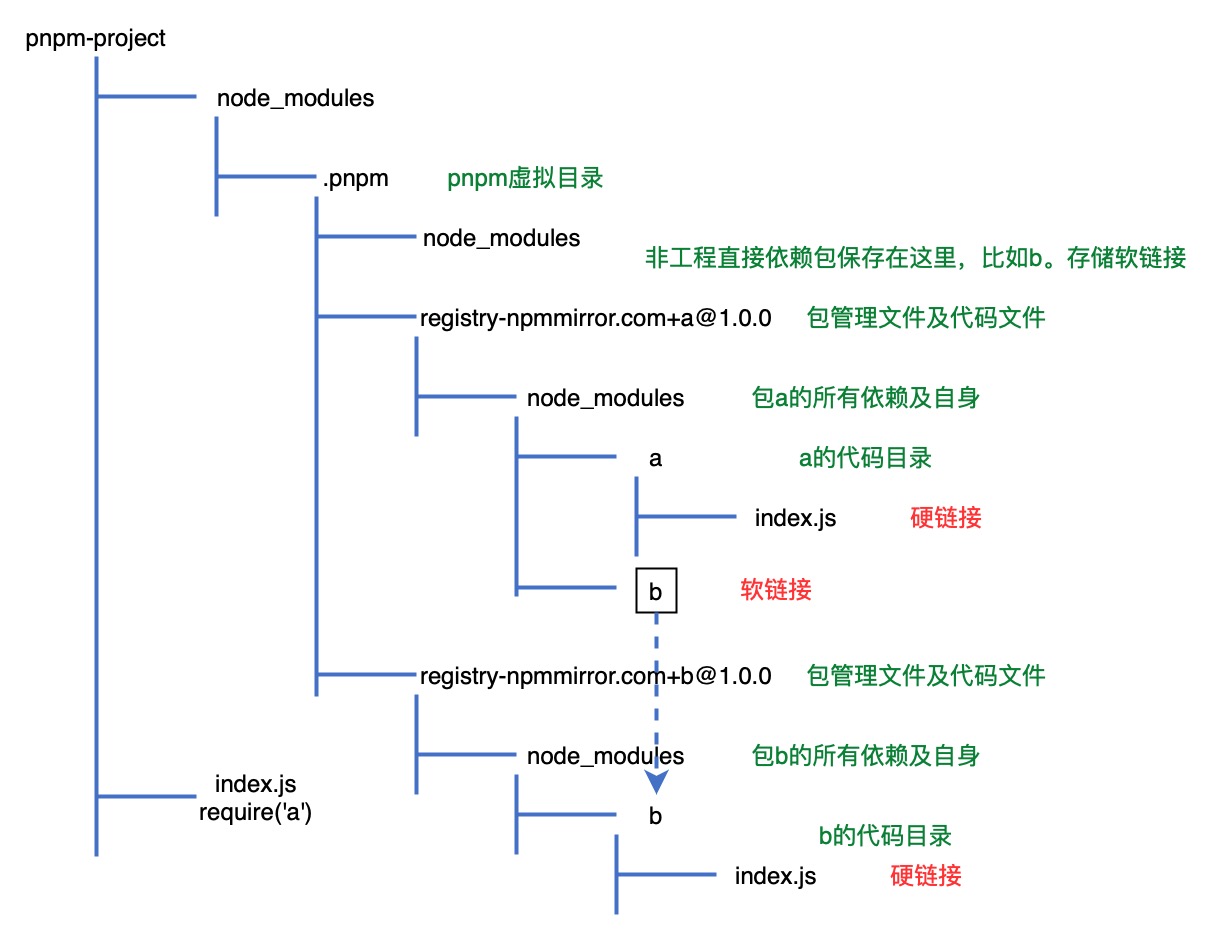 pnpm-project
node_modules
.pnpm pnpm虚拟目录
node_modules
非工程直接依赖包保存在这里，比如b。存储软链接
registry-npmmirror.com+a@1.0.0 包管理文件及代码文件
node_modules 包a的所有依赖及自身
a a的代码目录
index.js 硬链接
b 软链接
registry-npmmirror.com+b@1.0.0 包管理文件及代码文件
node_modules 包b的所有依赖及自身
index.js
require('a')
b
b的代码目录
index.js 硬链接